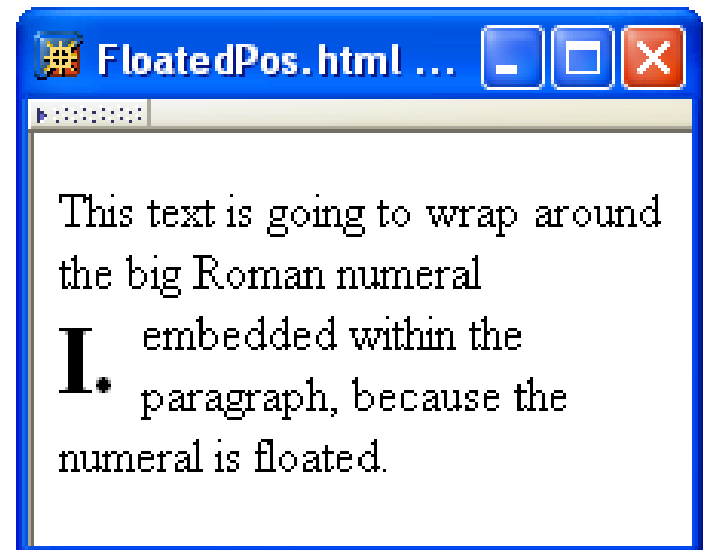 FloatedPos.html ...
This text is going to wrap around
the big Roman numeral
I. embedded within the
paragraph, because the
numeral is floated.